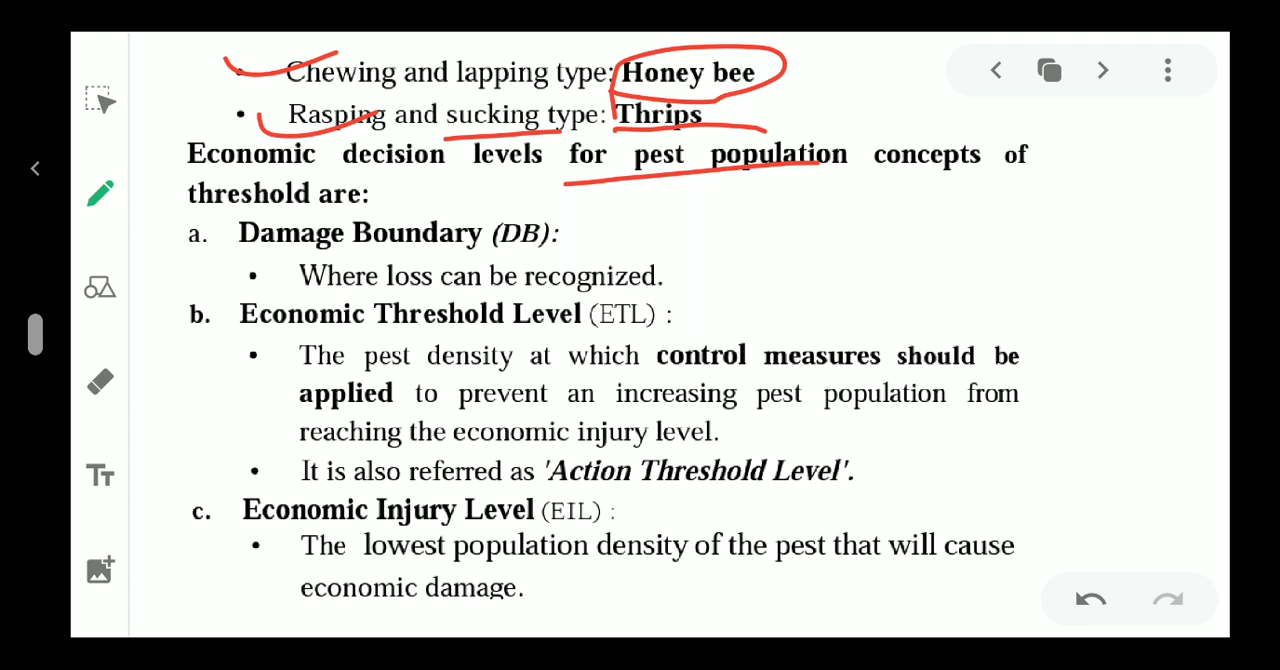 • Chewing and lapping type: Honey bee
• Rasping and sucking type: Thrips
Economic decision levels for pest population concepts of
threshold are:
a. Damage Boundary (DB):
• Where loss can be recognized.
b. Economic Threshold Level (ETL) :
• The pest density at which control measures should be
applied to prevent an increasing pest population from
reaching the economic injury level.
• It is also referred as 'Action Threshold Level'.
c. Economic Injury Level (EIL) :
• The lowest population density of the pest that will cause
economic damage.
TT